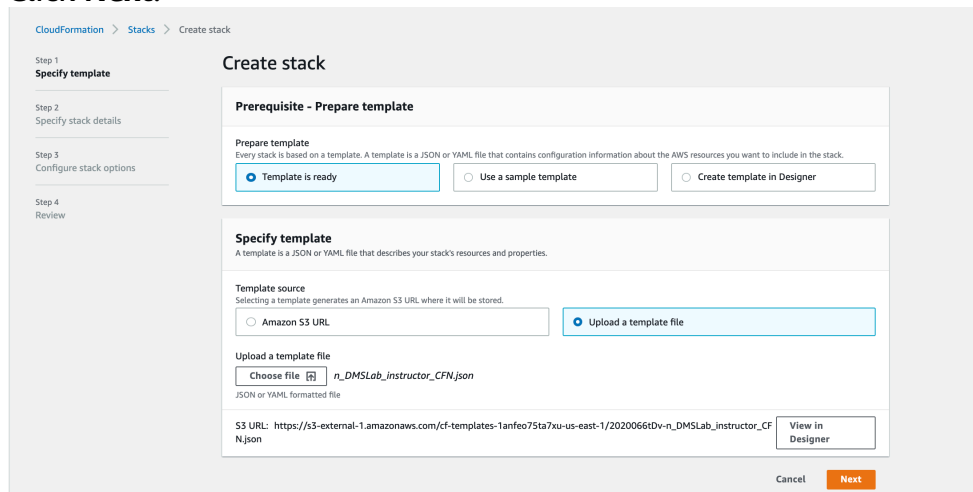 CloudFormation > Stacks > Create stack
Step 1
Specify template
Step 2
Specify stack details
Step 3
Configure stack options
Step 4
Review
Create stack
Prerequisite - Prepare template
Prepare template
Every stack is based on a template. A template is a JSON or YAML file that contains configuration information about the AWS resources you want to include in the stack.
Template is ready
Use a sample template
Create template in Designer
Specify template
A template is a JSON or YAML file that describes your stack's resources and properties.
Template source
Selecting a template generates an Amazon S3 URL where it will be stored.
Amazon S3 URL
Upload a template file
Upload a template file
Choose file n_DMSLab_instructor_CFN.json
JSON or YAML formatted file
S3 URL: https://s3-external-1.amazonaws.com/cf-templates-1anfeo75ta7xu-us-east-1/2020066tDv-n_DMSLab_instructor_CF
N.json
View in
Designer
Cancel
Next